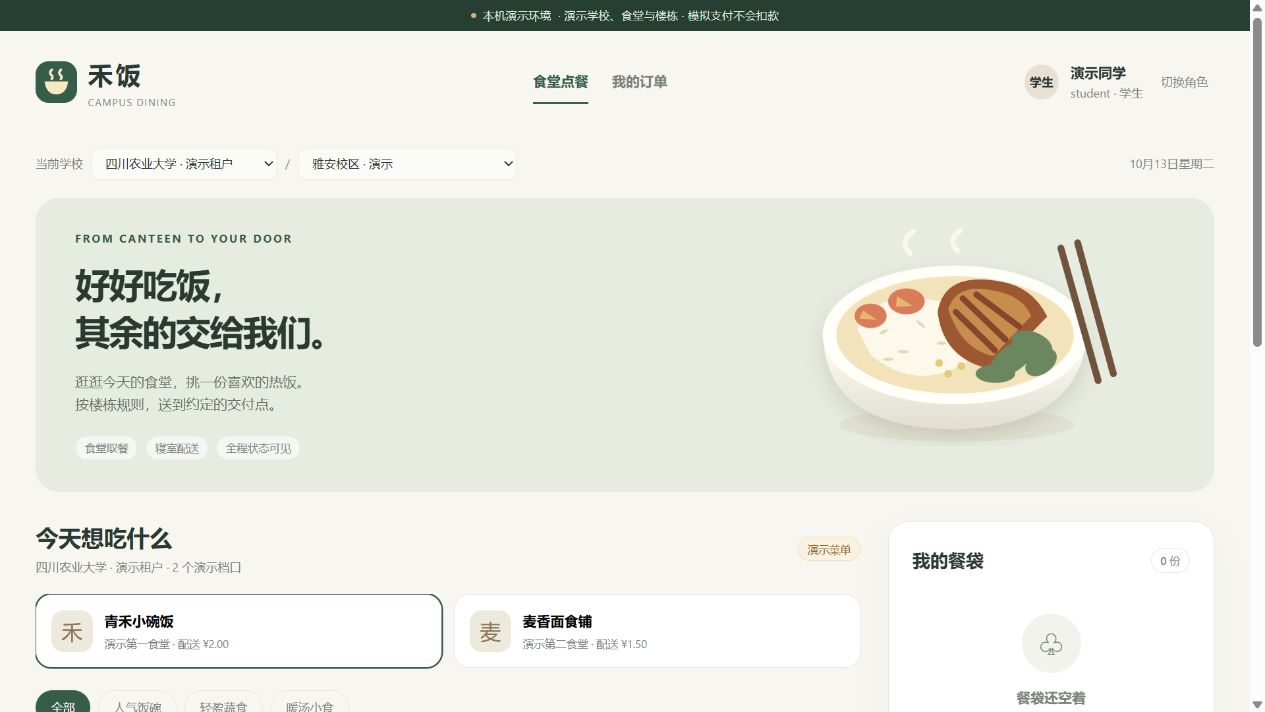 本机演示环境 · 演示学校、食堂与楼栋 · 模拟支付不会扣款
禾饭
CAMPUS DINING
食堂点餐
我的订单
学生
演示同学
student · 学生
切换角色
当前学校
四川农业大学 · 演示租户
/
雅安校区 · 演示
10月13日星期二
FROM CANTEEN TO YOUR DOOR
好好吃饭，
其余的交给我们。
逛逛今天的食堂，挑一份喜欢的热饭。
按楼栋规则，送到约定的交付点。
食堂取餐
寝室配送
全程状态可见
今天想吃什么
四川农业大学 · 演示租户 · 2 个演示档口
演示菜单
禾
青禾小碗饭
演示第一食堂 · 配送 ¥2.00
麦
麦香面食铺
演示第二食堂 · 配送 ¥1.50
全部
人气饭碗
轻盈蔬食
暖汤小食
我的餐袋
0 份
餐袋还空着